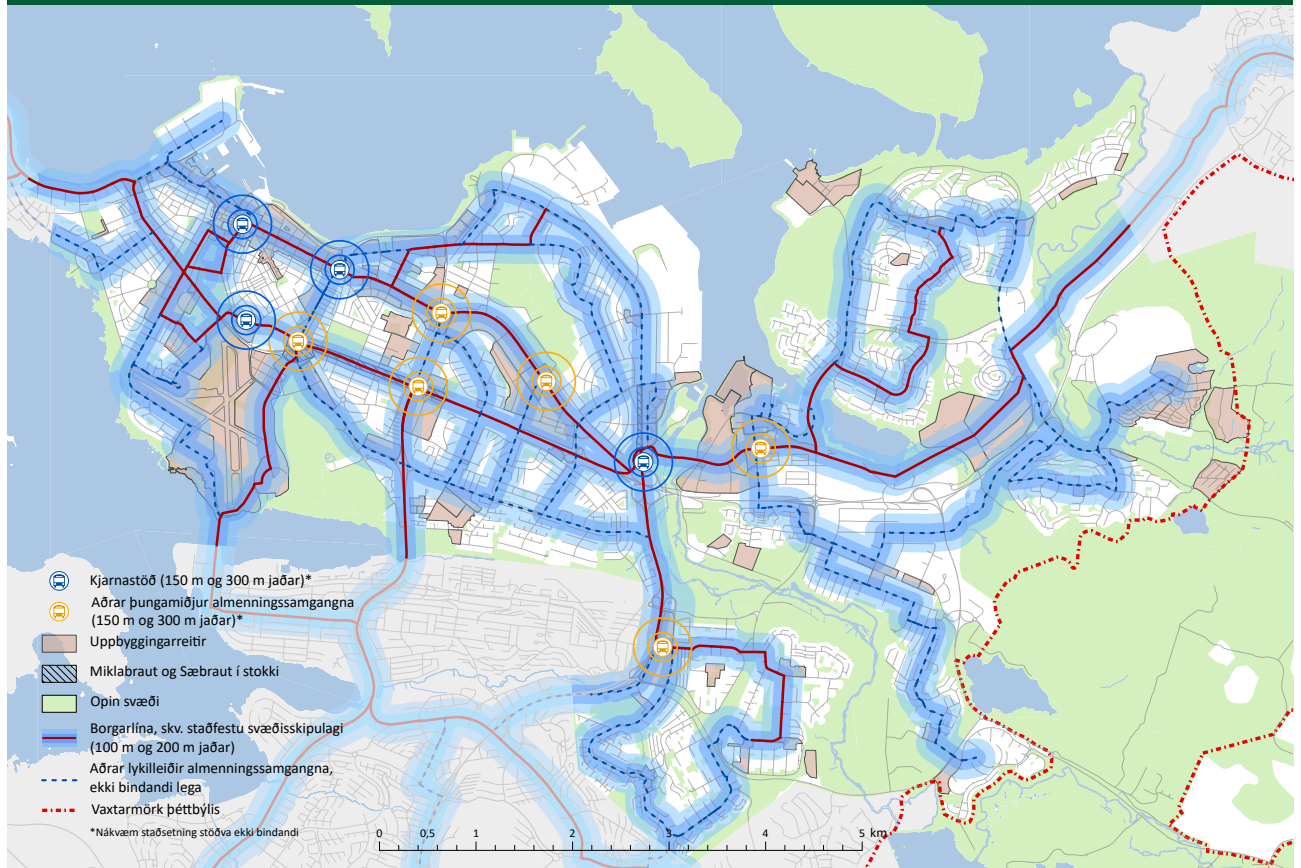 Kjarnastöð (150 m og 300 m jaðar)*
Aðrar þungamiðjur almenningssamgangna
(150 m og 300 m jaðar)*
Uppbyggingarreitir
Miklabraut og Sæbraut í stokki
Opin svæði
Borgarlína, skv. staðfestu svæðisskipulagi
(100 m og 200 m jaðar)
Aðrar lykilleiðir almenningssamgangna,
ekki bindandi lega
Vaxtarmörk þéttbýlis
*Nákvæm staðsetning stöðva ekki bindandi
0 0,5 1 2 3 4 5 km